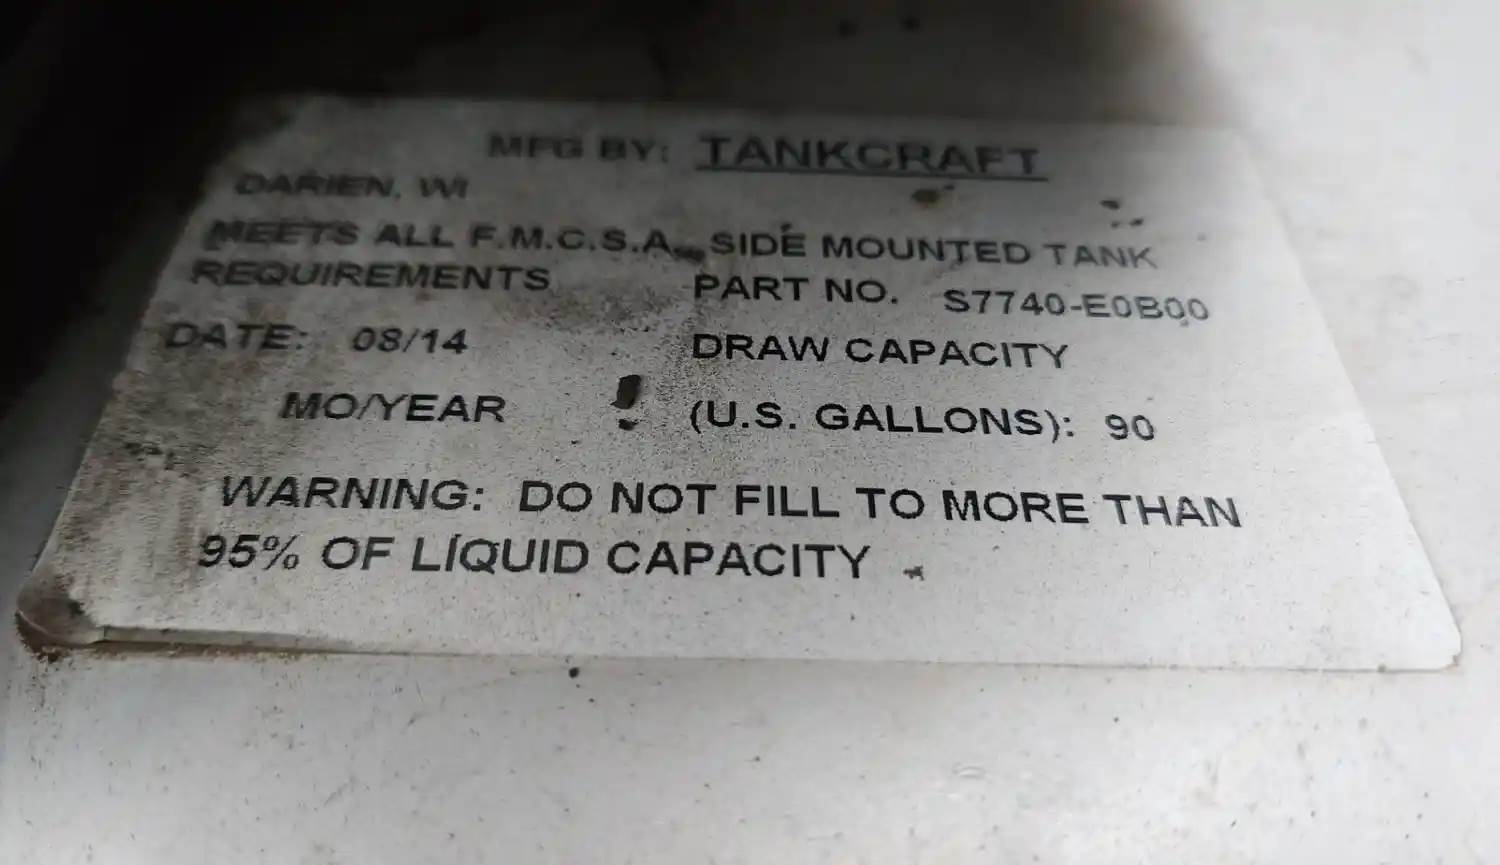 MFG BY: TANKCRAFT
DARIEN, WI
MEETS ALL F.M.C.S.A. SIDE MOUNTED TANK
REQUIREMENTS PART NO. S7740-E0B00
DATE: 08/14 DRAW CAPACITY
MO/YEAR (U.S. GALLONS): 90
WARNING: DO NOT FILL TO MORE THAN
95% OF LIQUID CAPACITY